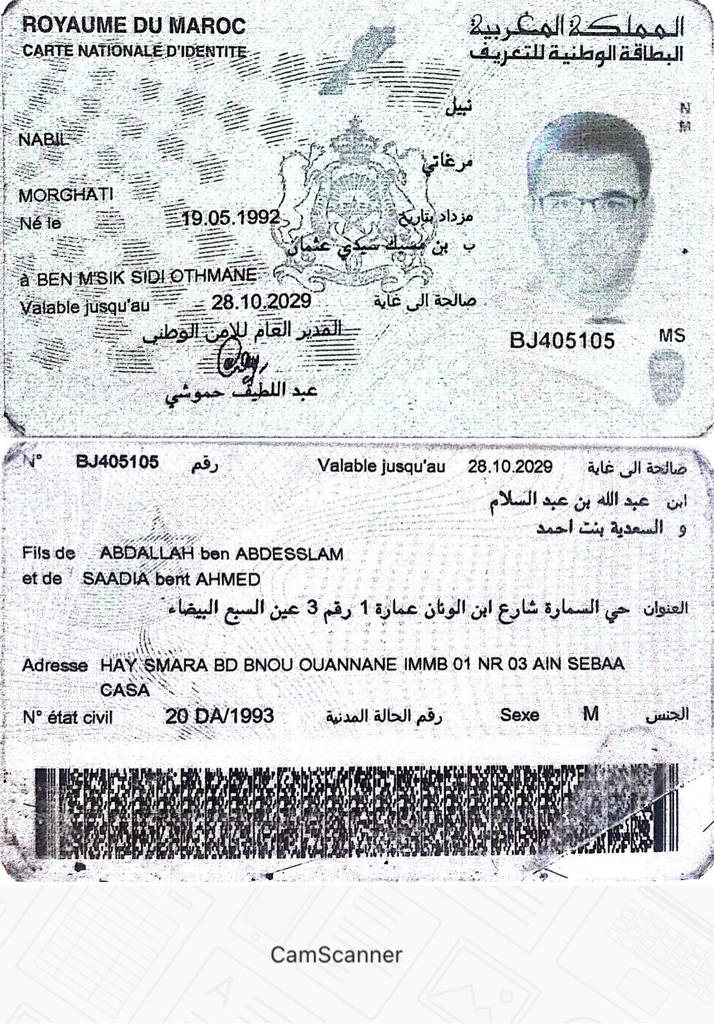 ROYAUME DU MAROC
المملكة المغربية
CARTE NATIONALE D'IDENTITE
البطاقة الوطنية للتعريف
نبيل
NABIL
مرغاتي
MORGHATI
Né le 19.05.1992 مزداد بتاريخ
ب بن مسيك سيدي عثمان
à BEN M'SIK SIDI OTHMANE
Valable jusqu'au 28.10.2029 صالحة الى غاية
المدير العام للامن الوطني
عبد اللطيف حموشي
BJ405105
MS
N° BJ405105 رقم
Valable jusqu'au 28.10.2029 صالحة الى غاية
ابن عبد الله بن عبد السلام
و السعدية بنت احمد
Fils de ABDALLAH ben ABDESSLAM
et de SAADIA bent AHMED
العنوان حي السمارة شارع ابن الونان عمارة 1 رقم 3 عين السبع البيضاء
Adresse HAY SMARA BD BNOU OUANNANE IMMB 01 NR 03 AIN SEBAA
CASA
N° état civil 20 DA/1993 رقم الحالة المدنية Sexe M الجنس
CamScanner